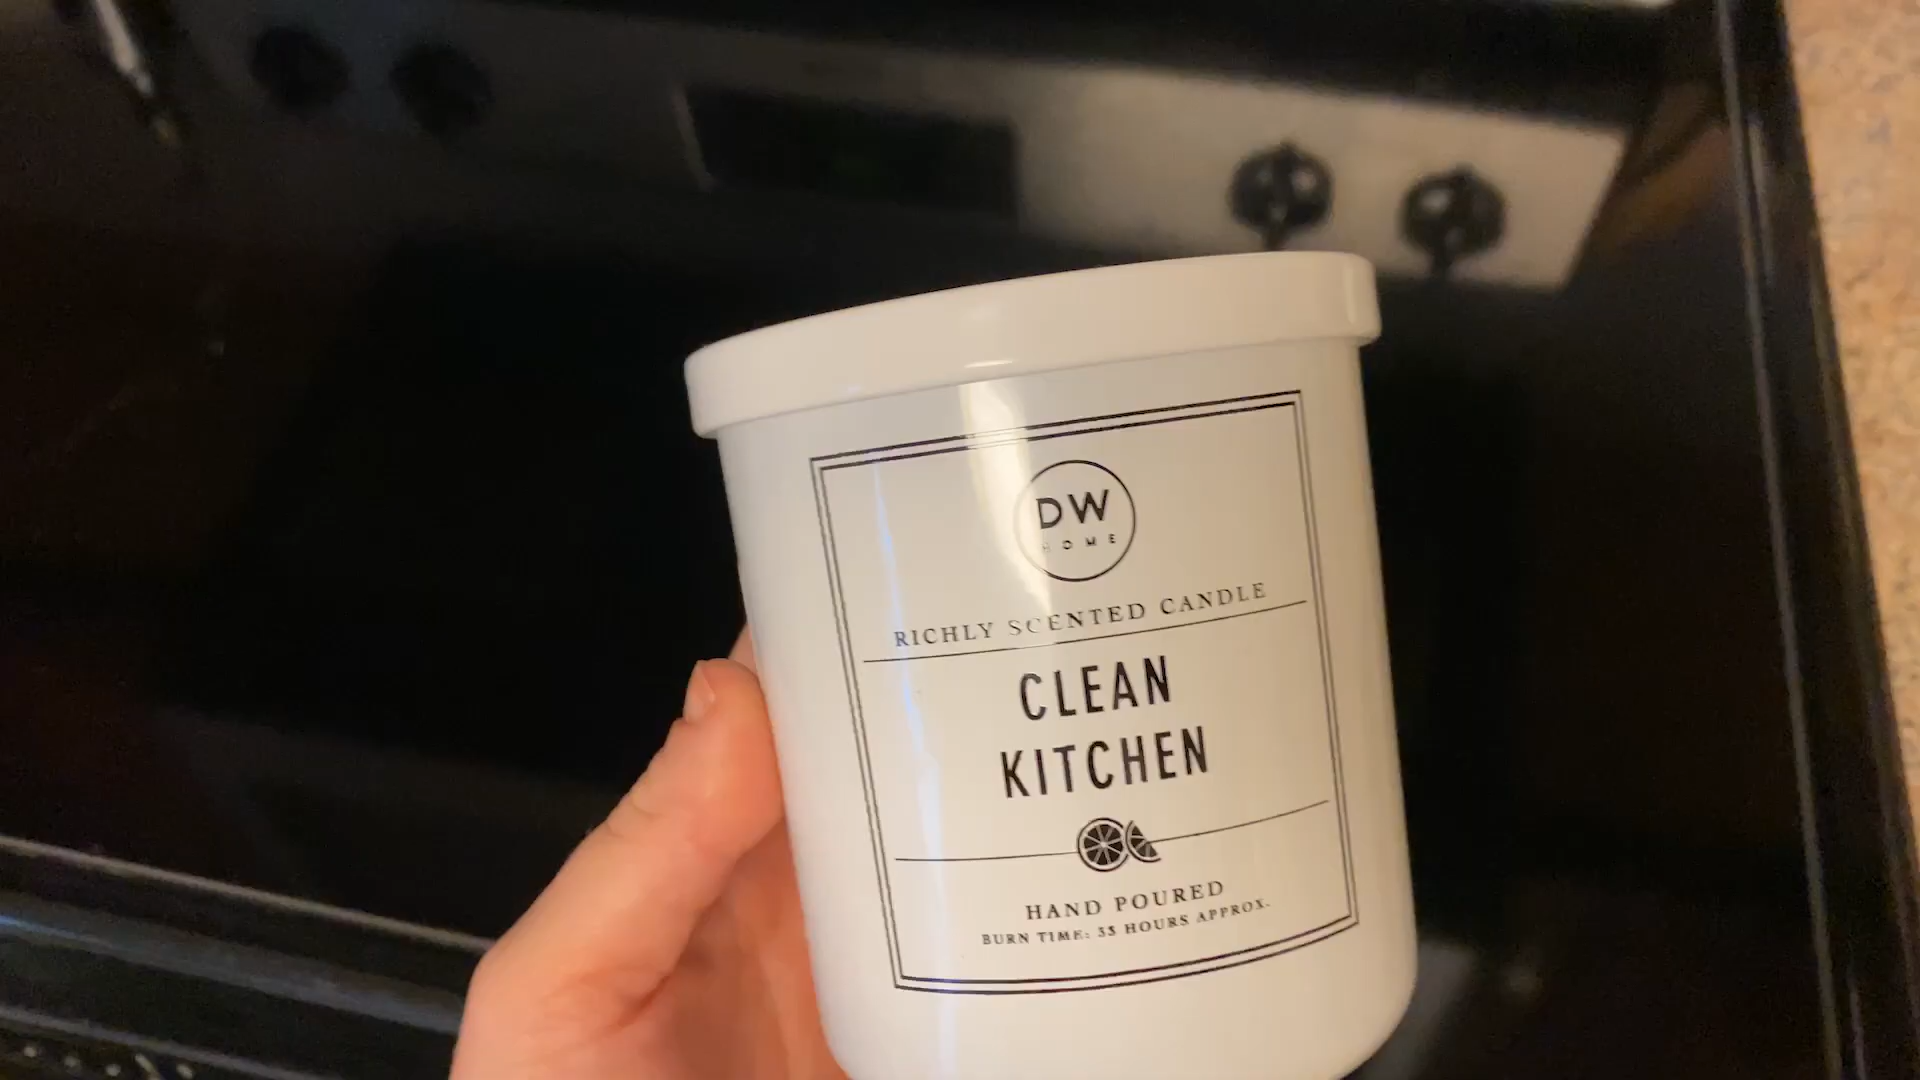 DW
HOME
RICHLY SCENTED CANDLE
CLEAN
KITCHEN
HAND POURED
BURN TIME: 35 HOURS APPROX.